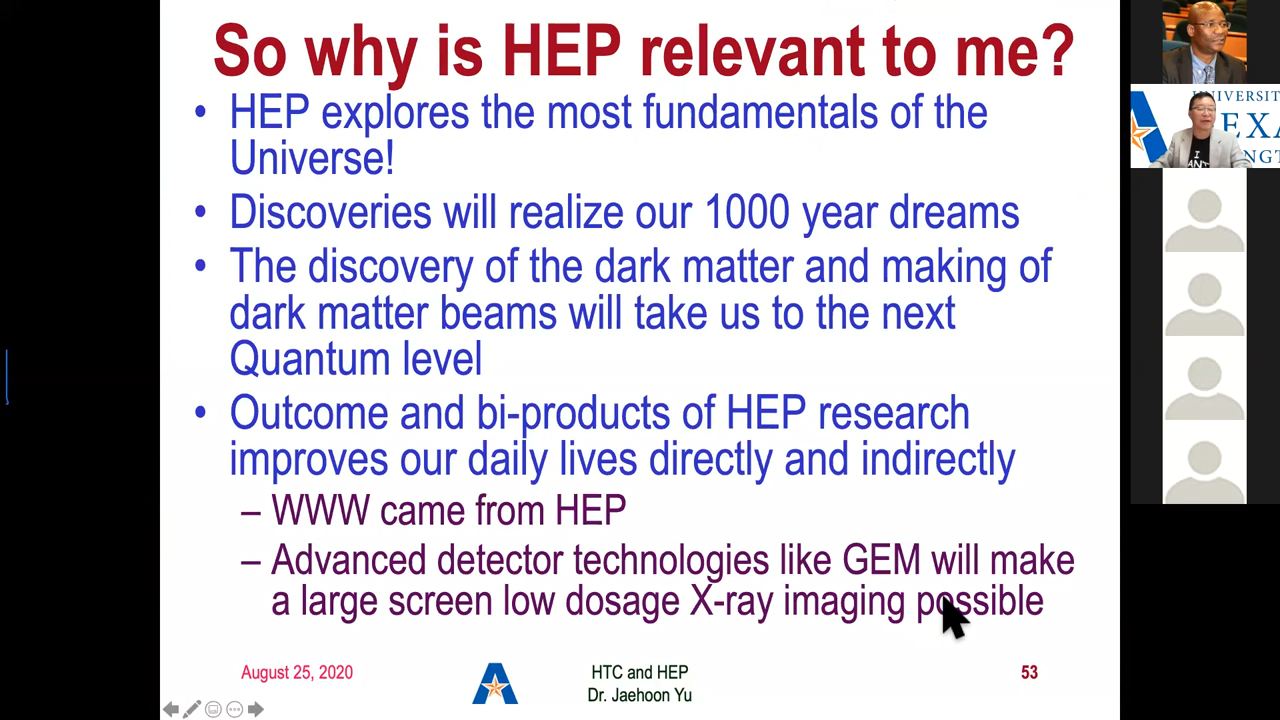 So why is HEP relevant to me?
• HEP explores the most fundamentals of the
Universe!
• Discoveries will realize our 1000 year dreams
• The discovery of the dark matter and making of
dark matter beams will take us to the next
Quantum level
• Outcome and bi-products of HEP research
improves our daily lives directly and indirectly
– WWW came from HEP
– Advanced detector technologies like GEM will make
a large screen low dosage X-ray imaging possible
August 25, 2020
HTC and HEP
Dr. Jaehoon Yu
53
UNIVERSIT
EXA
NGT
I